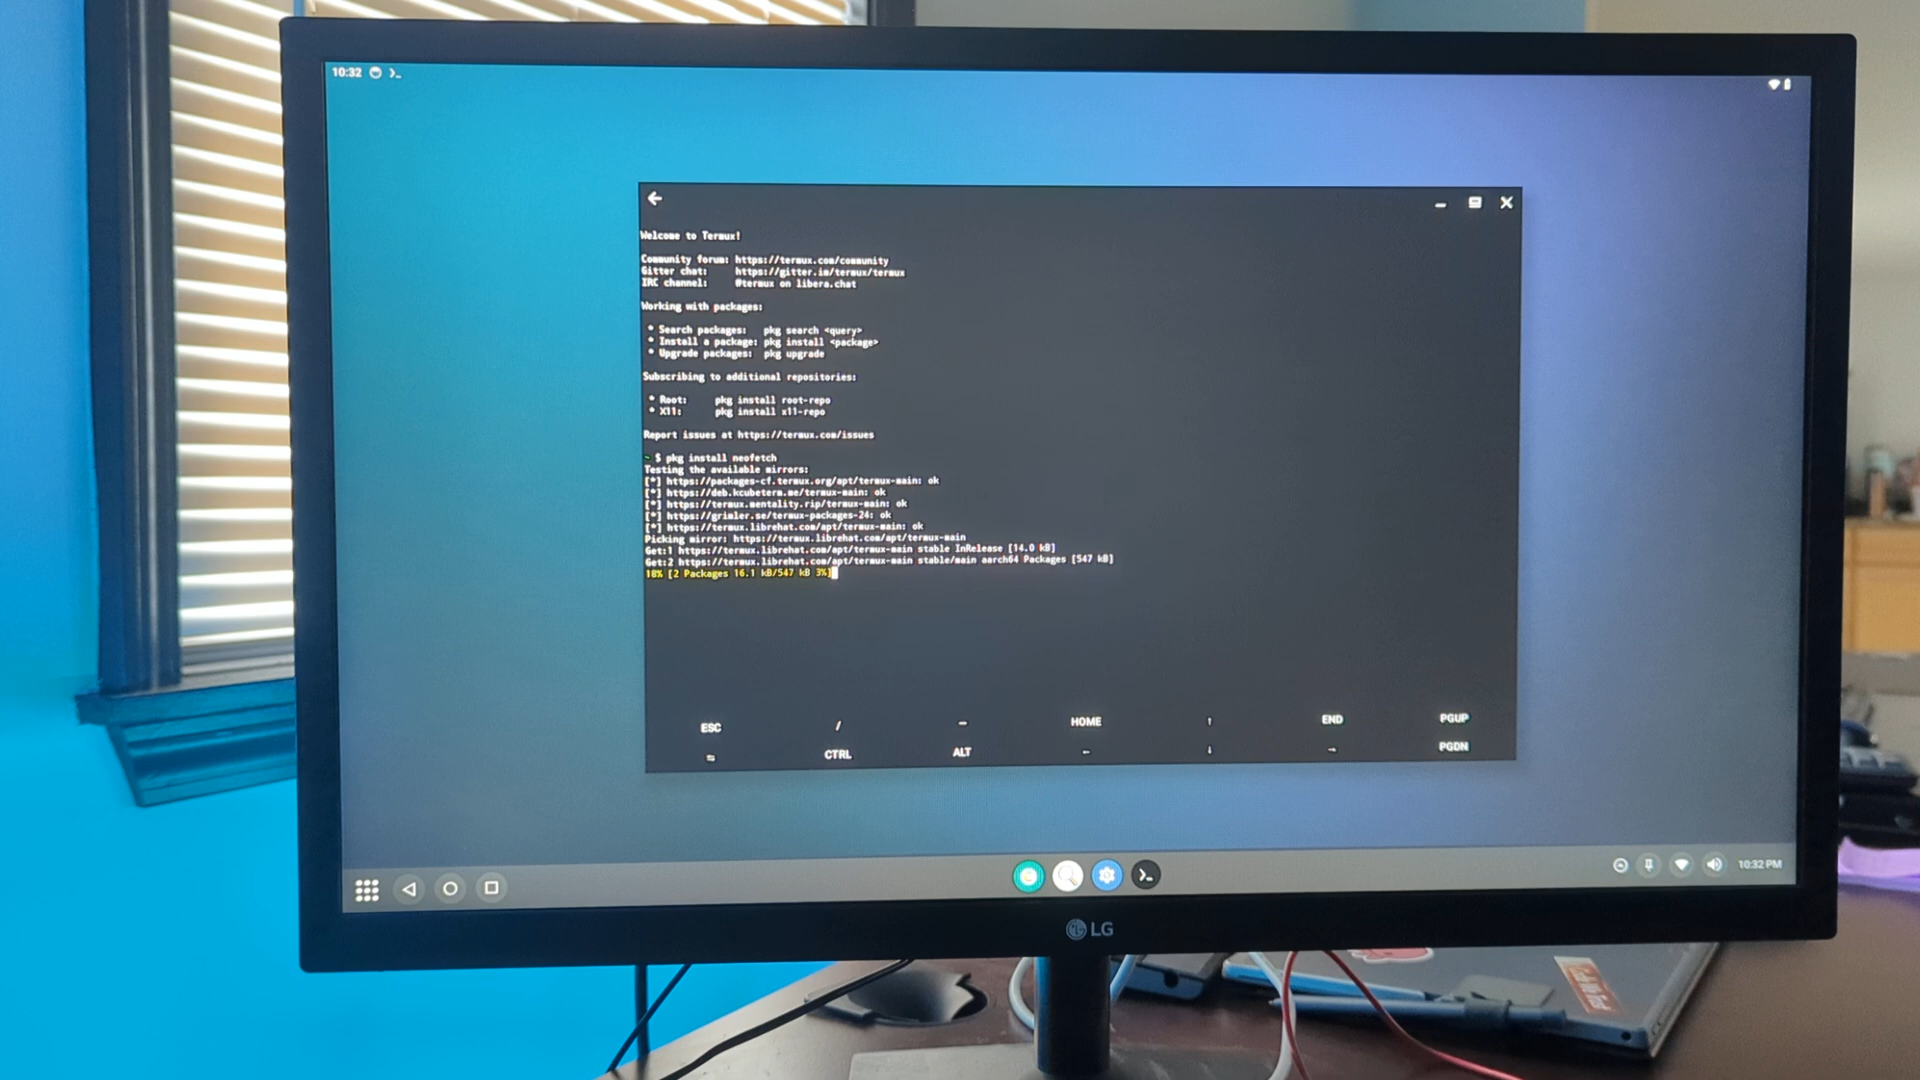 10:32
Welcome to Termux!
Community forum: https://termux.com/community
Gitter chat: https://gitter.im/termux/termux
IRC channel: #termux on libera.chat
Working with packages:
* Search packages: pkg search <query>
* Install a package: pkg install <package>
* Upgrade packages: pkg upgrade
Subscribing to additional repositories:
* Root: pkg install root-repo
* X11: pkg install x11-repo
Report issues at https://termux.com/issues
~ $ pkg install neofetch
Testing the available mirrors:
[*] https://packages-cf.termux.org/apt/termux-main: ok
[*] https://deb.kcubeterm.me/termux-main: ok
[*] https://termux.mentality.rip/termux-main: ok
[*] https://grimler.se/termux-packages-24: ok
[*] https://termux.librehat.com/apt/termux-main: ok
Picking mirror: https://termux.librehat.com/apt/termux-main
Get:1 https://termux.librehat.com/apt/termux-main stable InRelease [14.0 kB]
Get:2 https://termux.librehat.com/apt/termux-main stable/main aarch64 Packages [547 kB]
18% [2 Packages 16.1 kB/547 kB 3%]
ESC / — HOME ↑ END PGUP
⇆ CTRL ALT ← ↓ → PGDN
10:32 PM
LG